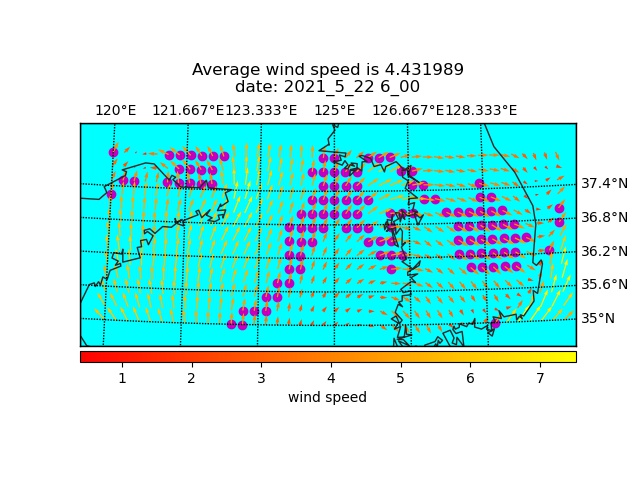 Average wind speed is 4.431989
date: 2021_5_22 6_00
120°E 121.667°E 123.333°E 125°E 126.667°E 128.333°E
37.4°N
36.8°N
36.2°N
35.6°N
35°N
1 2 3 4 5 6 7
wind speed